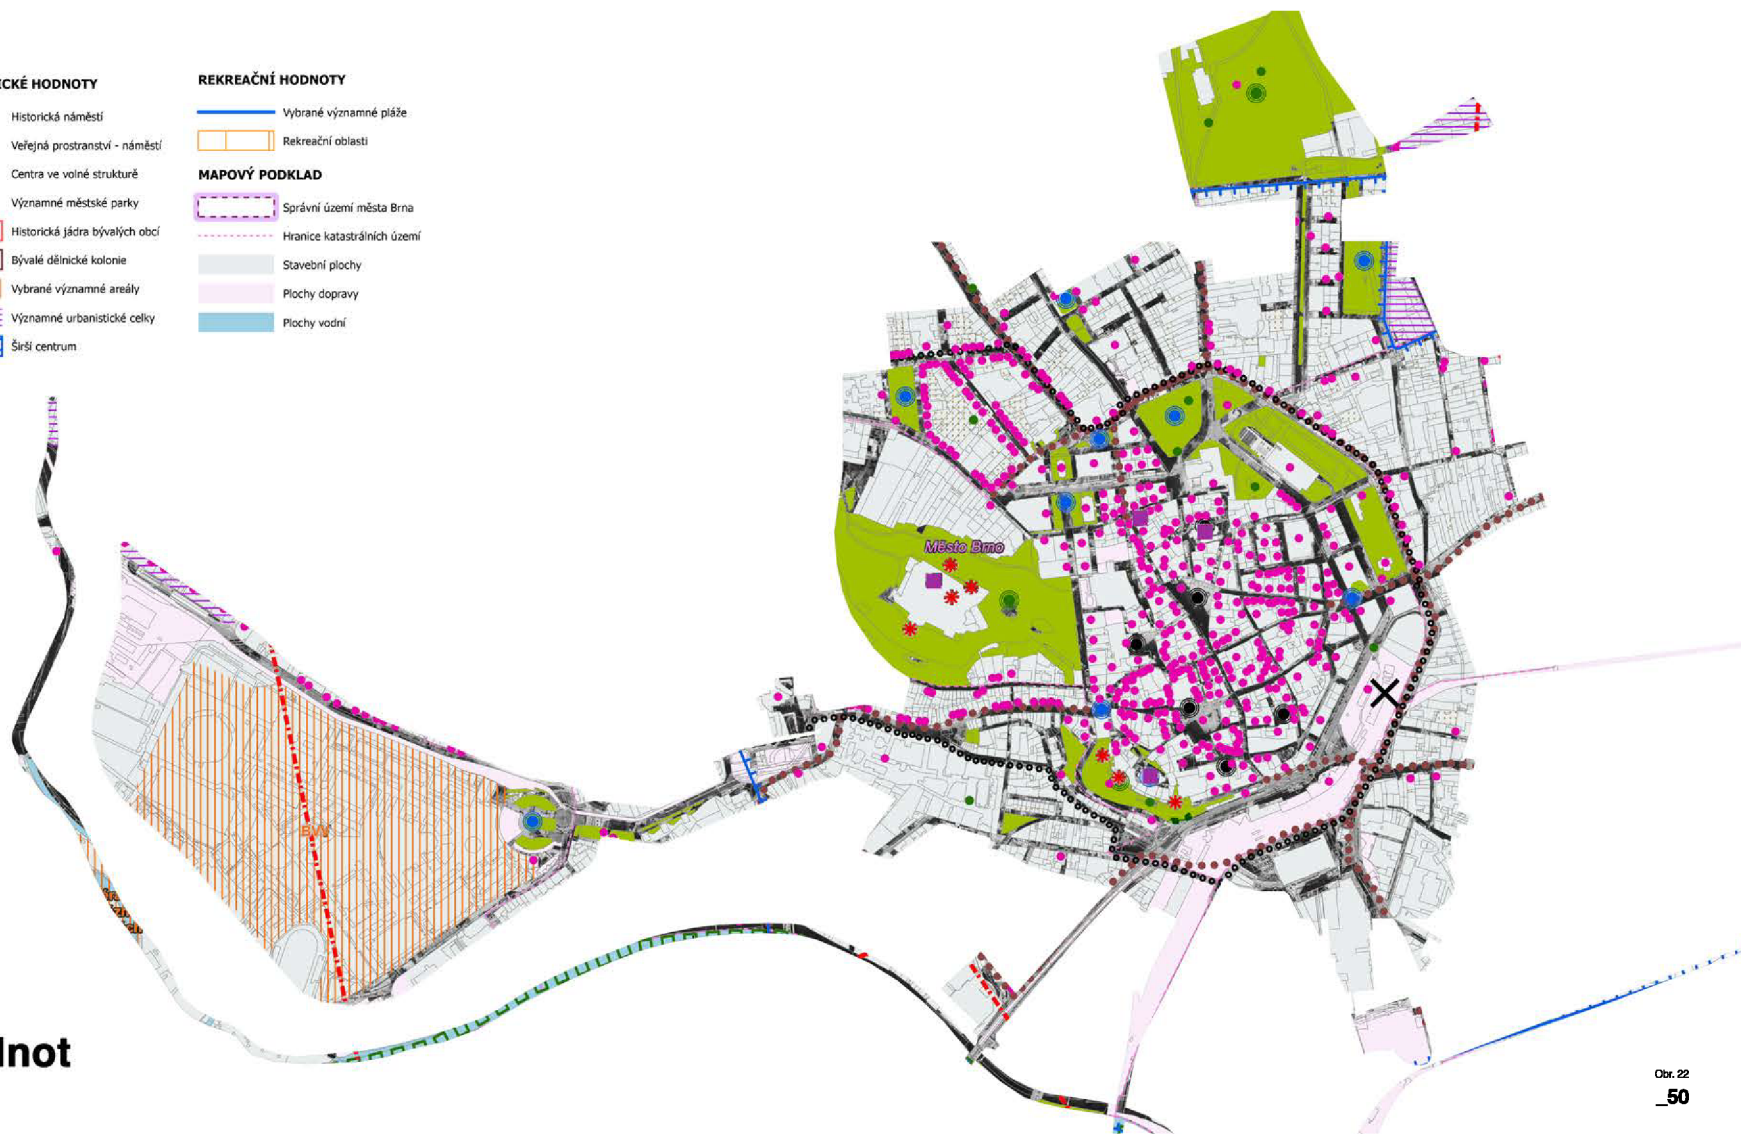 ICKÉ HODNOTY
Historická náměstí
Veřejná prostranství - náměstí
Centra ve volné struktuře
Významné městské parky
Historická jádra bývalých obcí
Bývalé dělnické kolonie
Vybrané významné areály
Významné urbanistické celky
Širší centrum
REKREAČNÍ HODNOTY
Vybrané významné pláže
Rekreační oblasti
MAPOVÝ PODKLAD
Správní území města Brna
Hranice katastrálních území
Stavební plochy
Plochy dopravy
Plochy vodní
Město Brno
BVV
lnot
Obr. 22
_50